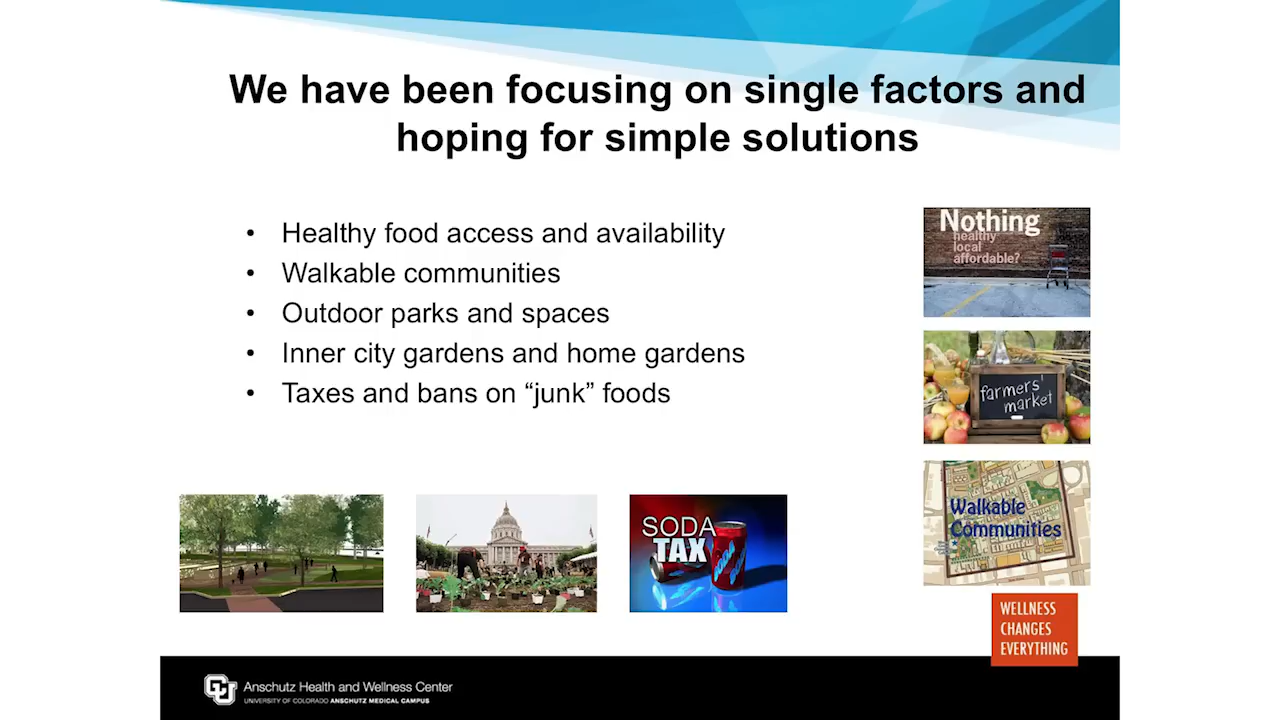 We have been focusing on single factors and
hoping for simple solutions
• Healthy food access and availability
• Walkable communities
• Outdoor parks and spaces
• Inner city gardens and home gardens
• Taxes and bans on “junk” foods
Nothing
healthy
local
affordable?
farmers'
market
Walkable
Communities
SODA
TAX
WELLNESS
CHANGES
EVERYTHING
CU
Anschutz Health and Wellness Center
UNIVERSITY OF COLORADO ANSCHUTZ MEDICAL CAMPUS